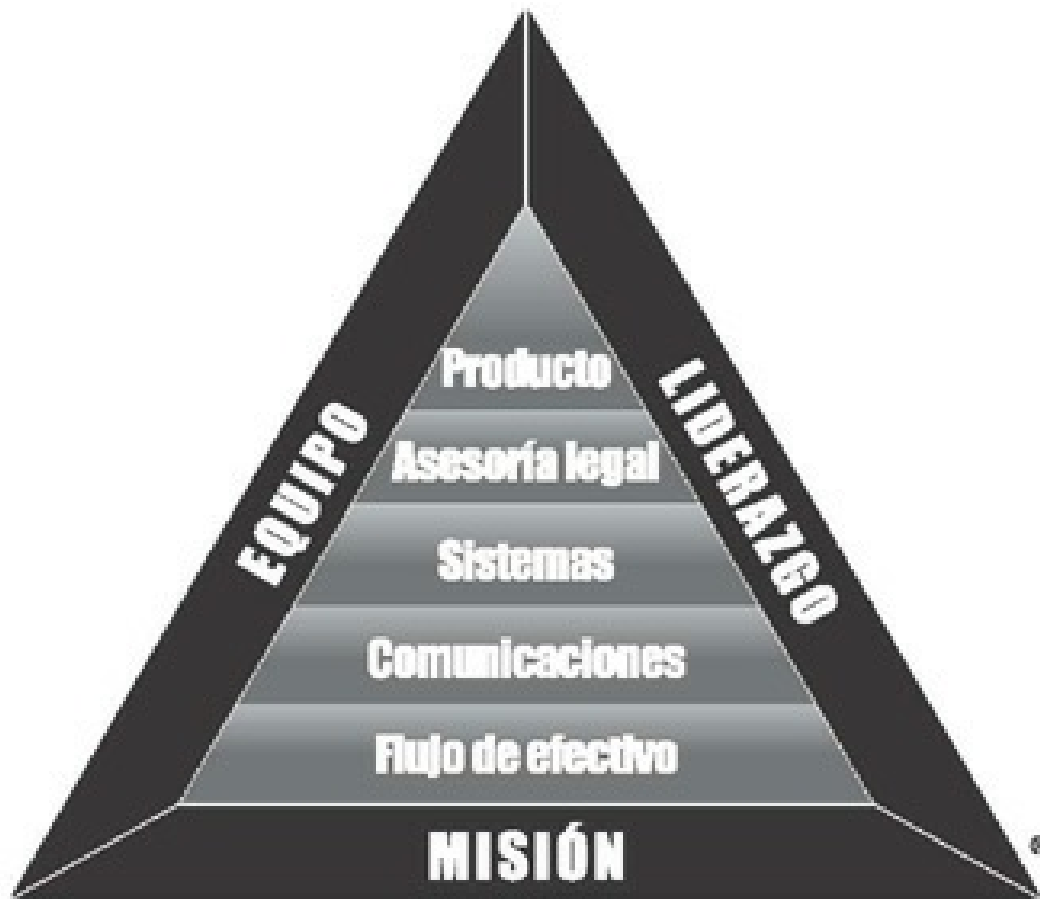 Producto
Asesoría legal
Sistemas
Comunicaciones
Flujo de efectivo
EQUIPO
LIDERAZGO
MISIÓN